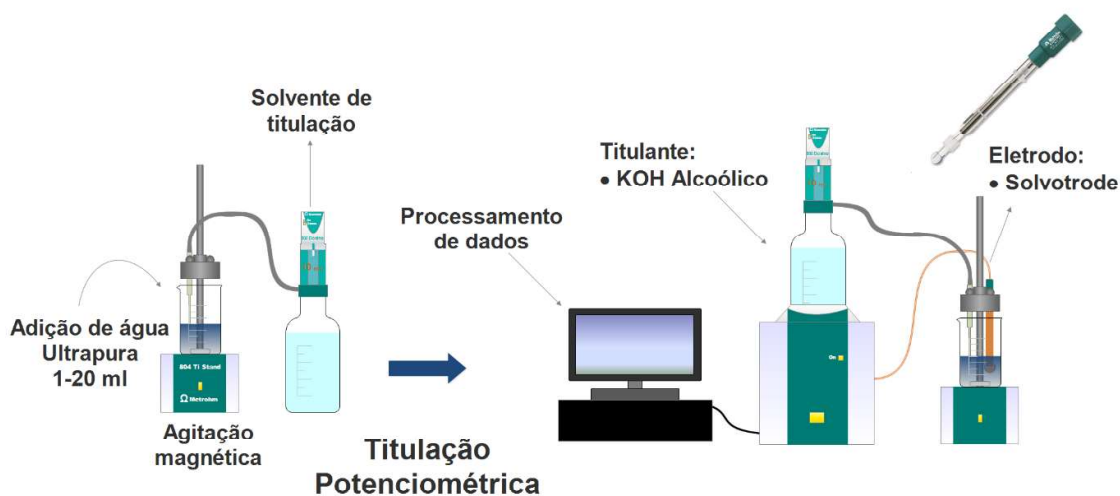 Solvente de
titulação
Adição de água
Ultrapura
1-20 ml
804 Ti Stand
Metrohm
Agitação
magnética
Titulação
Potenciométrica
Processamento
de dados
Titulante:
• KOH Alcoólico
On
Eletrodo:
• Solvotrode